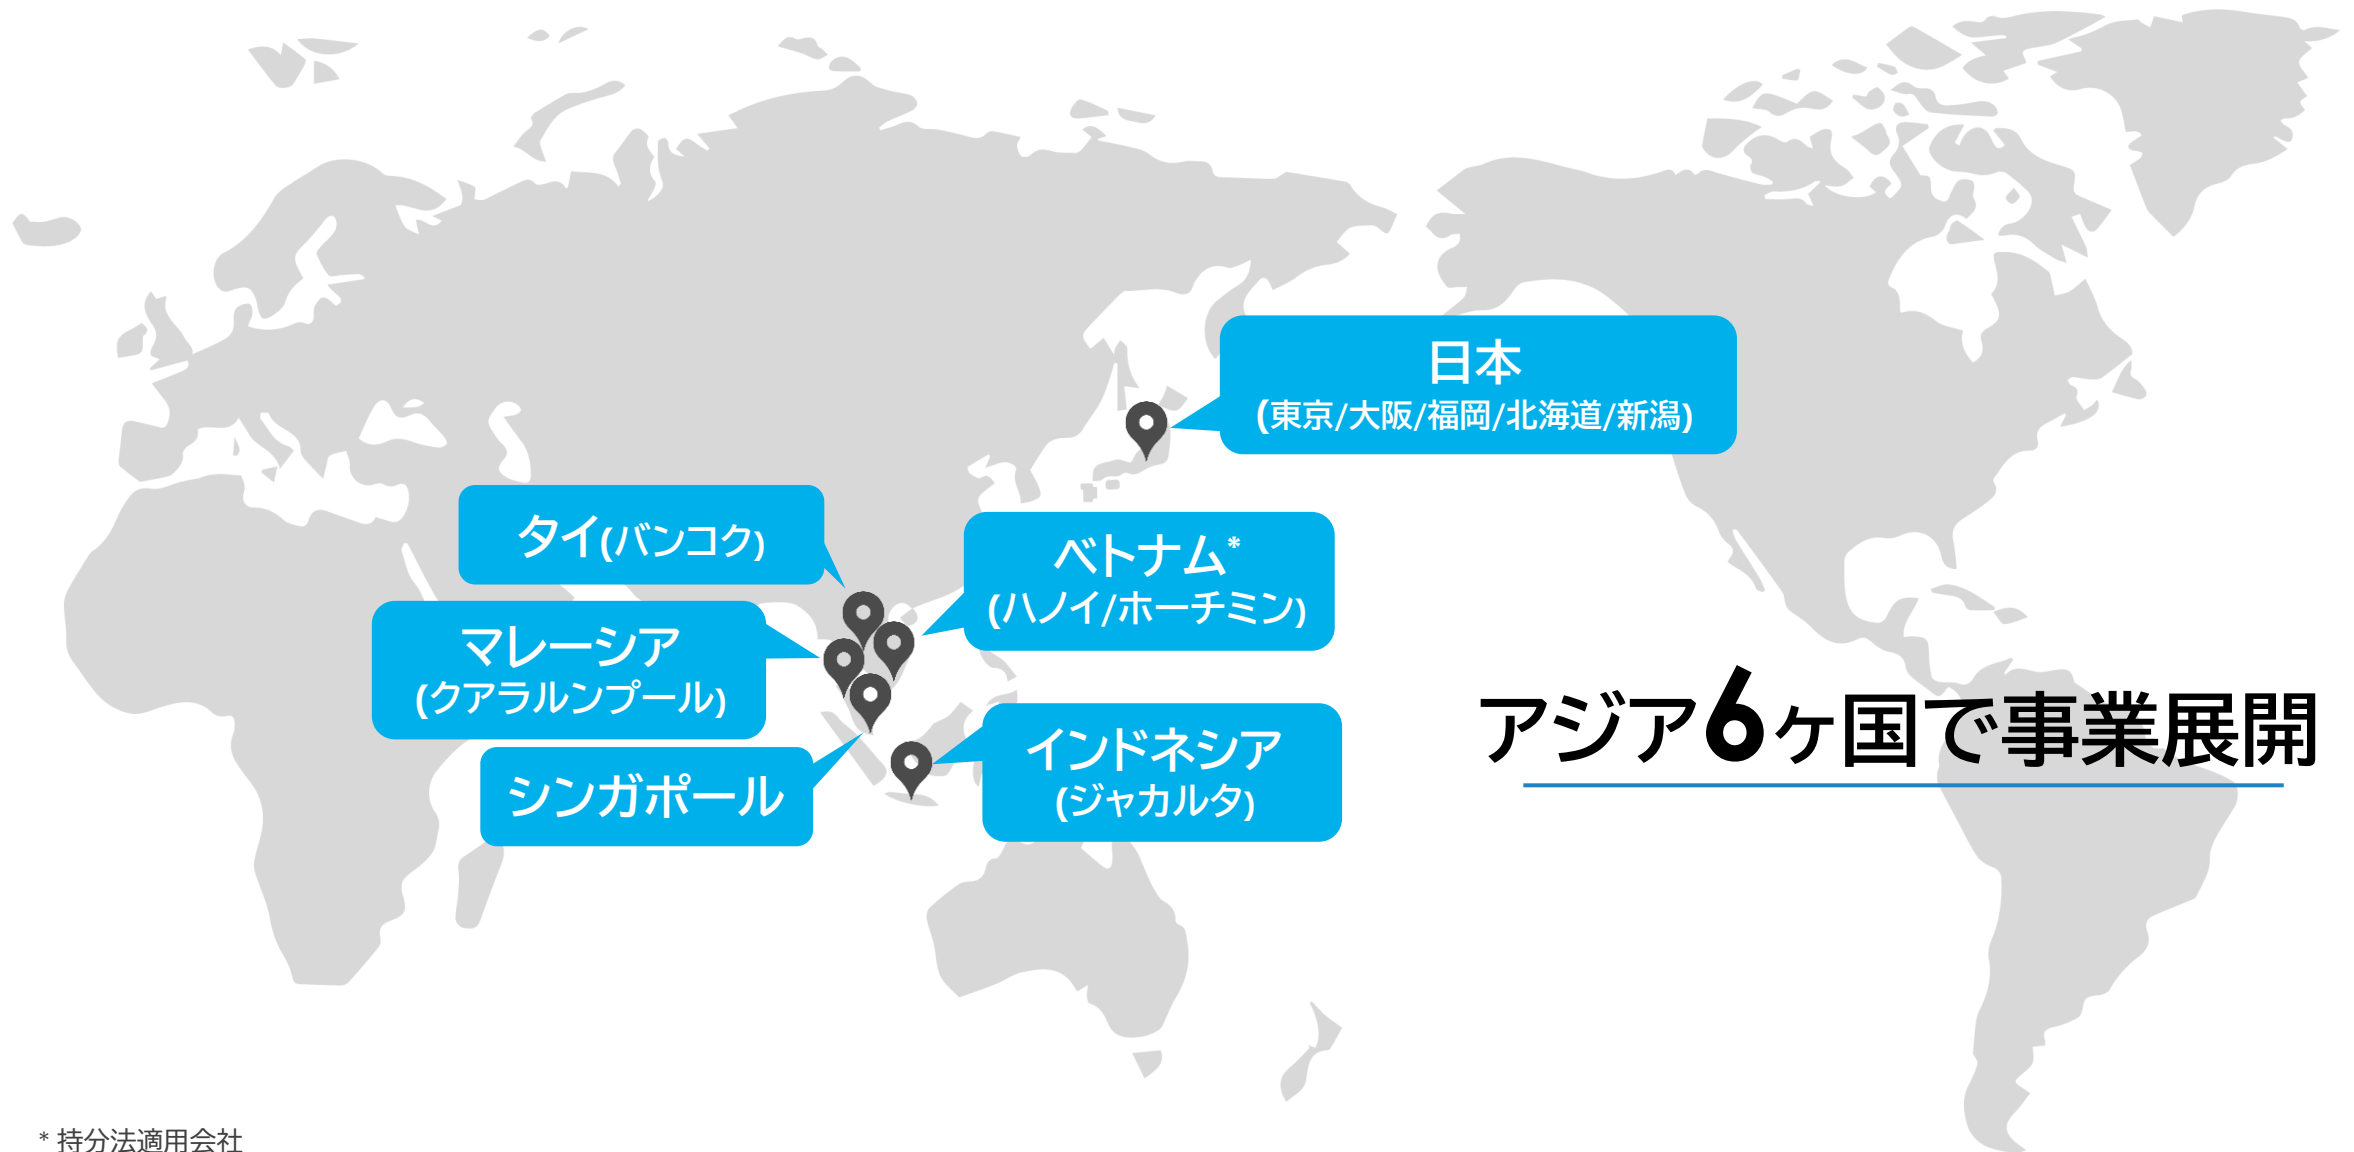 日本
(東京/大阪/福岡/北海道/新潟)
タイ(バンコク)
ベトナム*
(ハノイ/ホーチミン)
マレーシア
(クアラルンプール)
シンガポール
インドネシア
(ジャカルタ)
アジア6ヶ国で事業展開
* 持分法適用会社